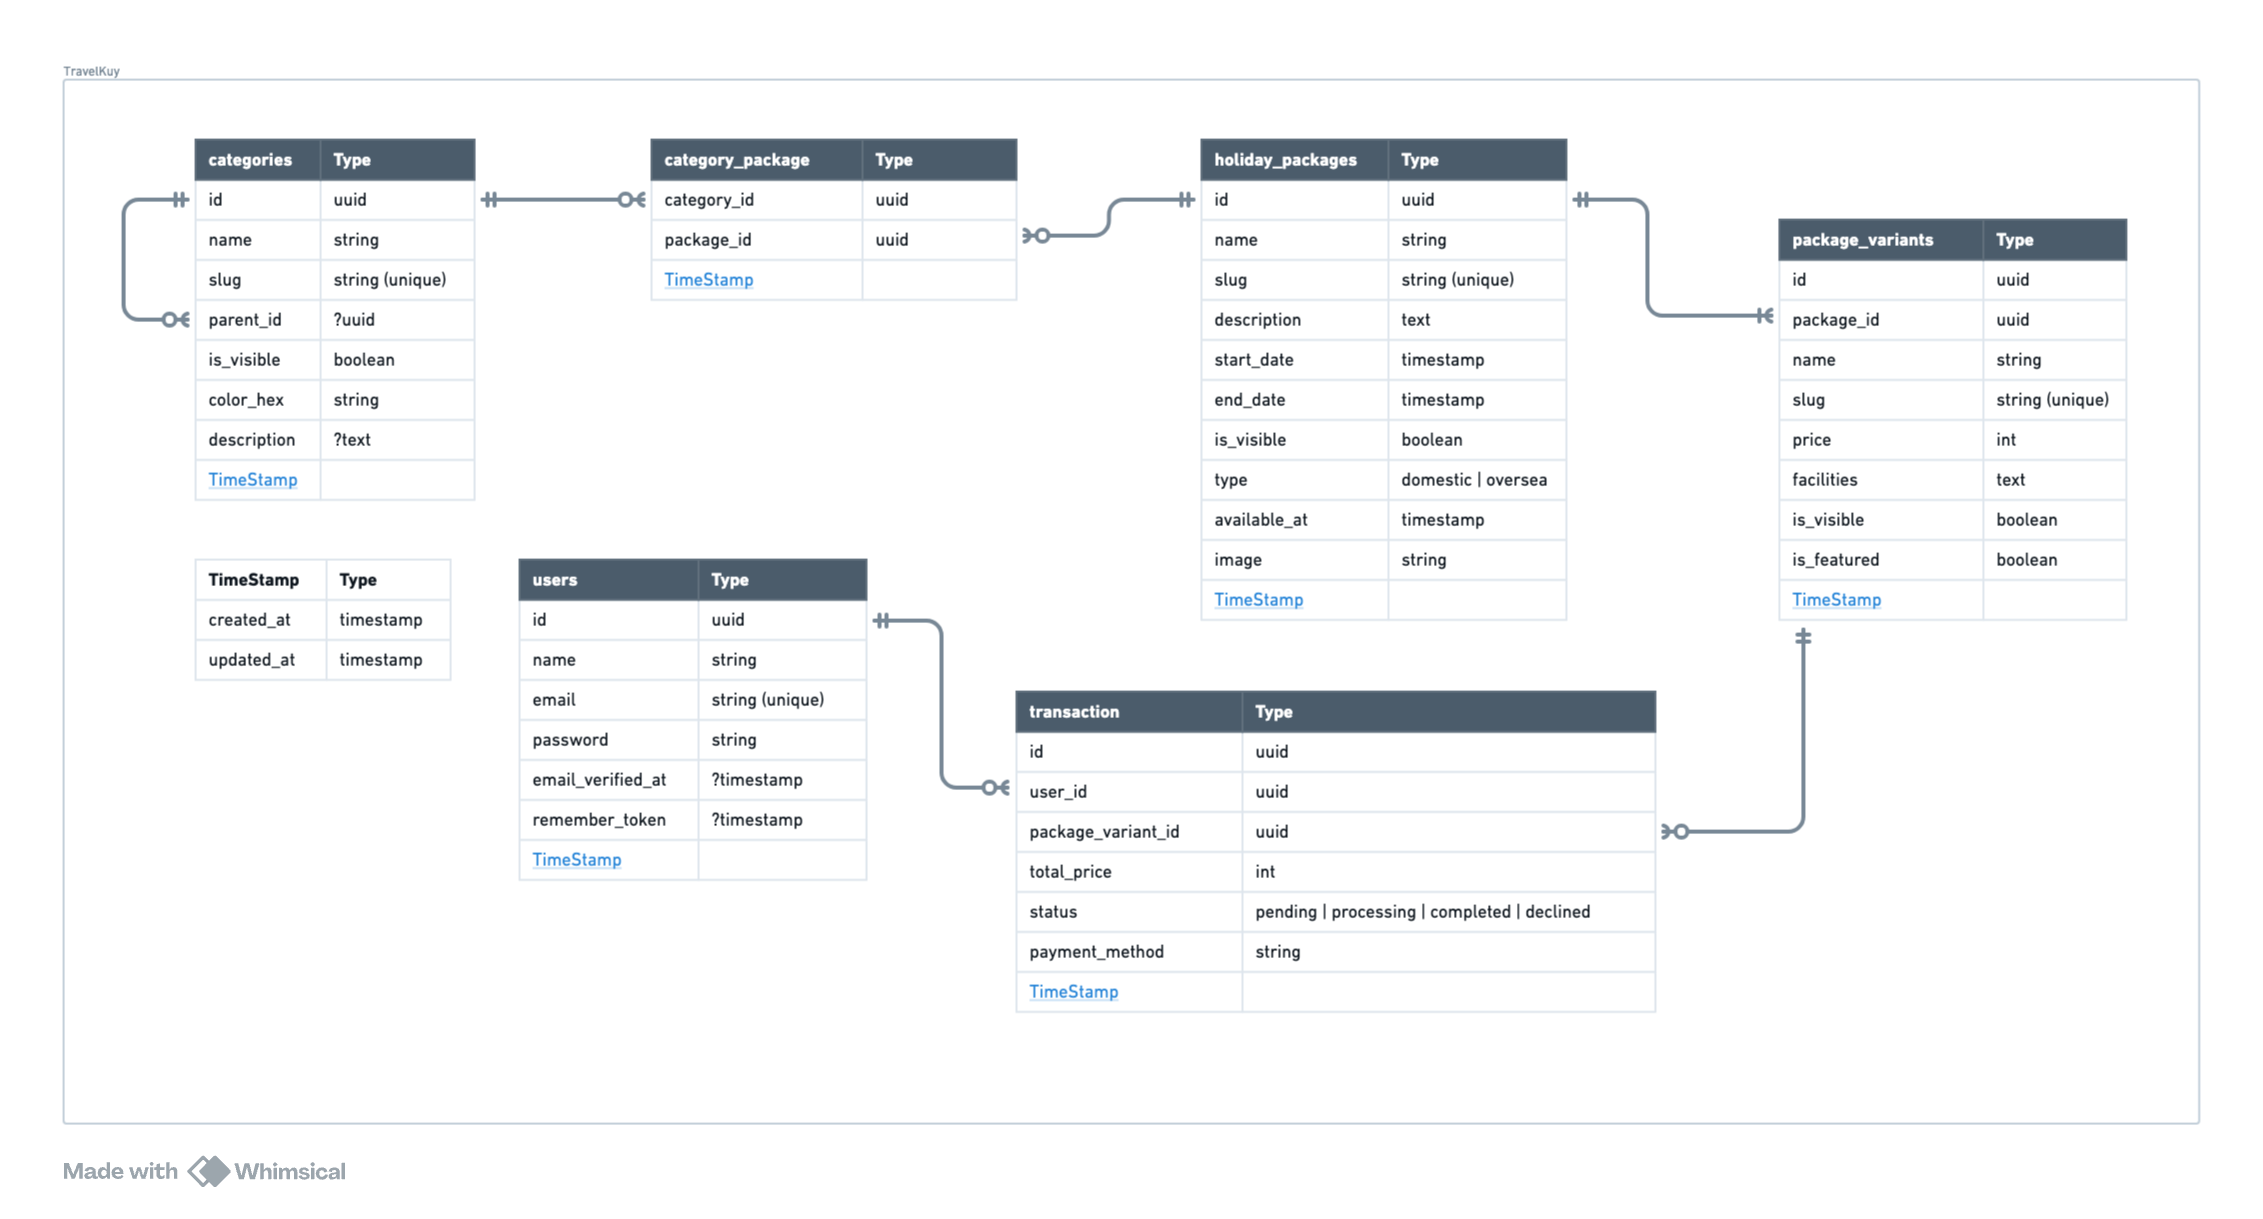 TravelKuy
categories Type
id uuid
name string
slug string (unique)
parent_id ?uuid
is_visible boolean
color_hex string
description ?text
TimeStamp
category_package Type
category_id uuid
package_id uuid
TimeStamp
holiday_packages Type
id uuid
name string
slug string (unique)
description text
start_date timestamp
end_date timestamp
is_visible boolean
type domestic | oversea
available_at timestamp
image string
TimeStamp
package_variants Type
id uuid
package_id uuid
name string
slug string (unique)
price int
facilities text
is_visible boolean
is_featured boolean
TimeStamp
TimeStamp Type
created_at timestamp
updated_at timestamp
users Type
id uuid
name string
email string (unique)
password string
email_verified_at ?timestamp
remember_token ?timestamp
TimeStamp
transaction Type
id uuid
user_id uuid
package_variant_id uuid
total_price int
status pending | processing | completed | declined
payment_method string
TimeStamp
Made with Whimsical